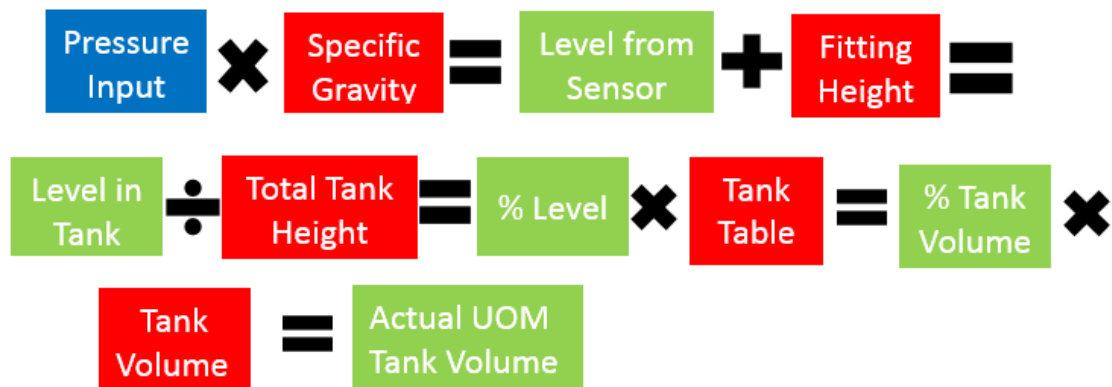 Pressure Input × Specific Gravity = Level from Sensor + Fitting Height =
Level in Tank ÷ Total Tank Height = % Level × Tank Table = % Tank Volume ×
Tank Volume = Actual UOM Tank Volume